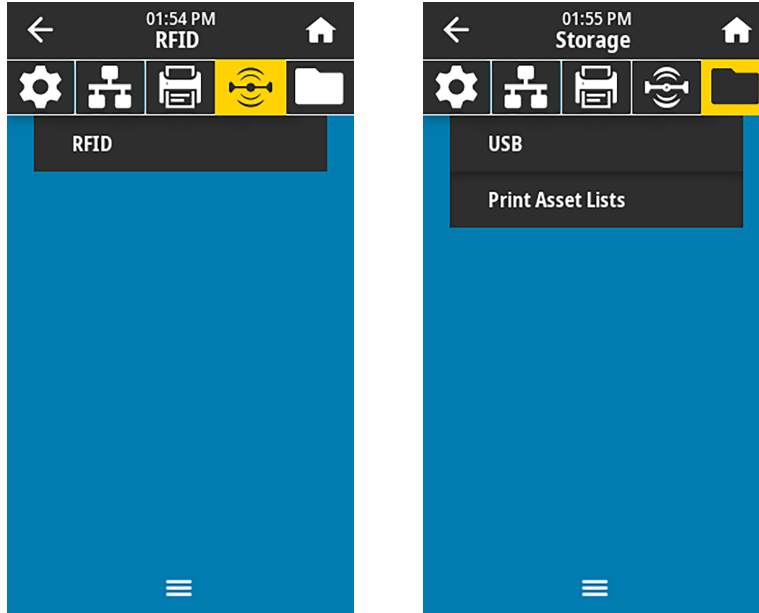 01:54 PM
RFID
RFID
01:55 PM
Storage
USB
Print Asset Lists